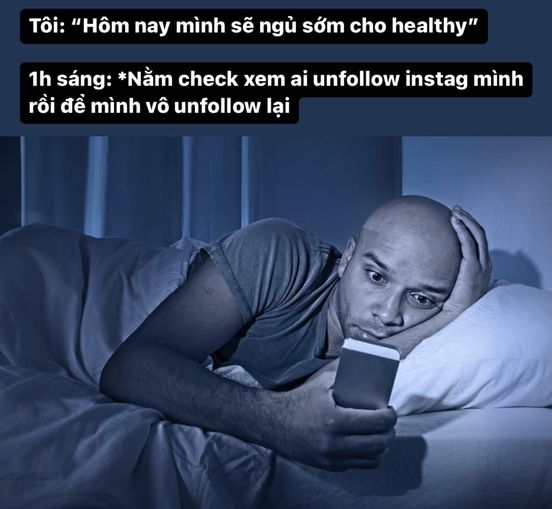 Tôi: “Hôm nay mình sẽ ngủ sớm cho healthy”
1h sáng: *Nằm check xem ai unfollow instag mình
rồi để mình vô unfollow lại